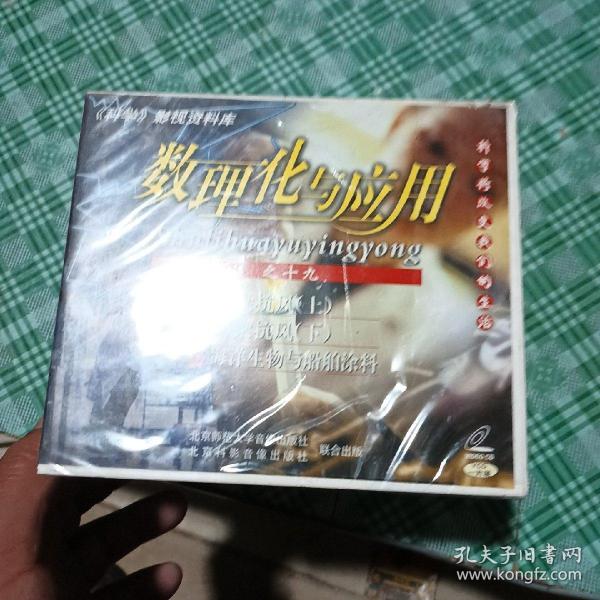 《科学》影视资料库
数理化与应用
huayuyingyong
之十九
抗风(上)
抗风(下)
海洋生物与船舶涂料
科学将改变我们的生活
北京师范大学音像出版社
北京科影音像出版社
联合出版
孔夫子旧书网
www.kongfz.com